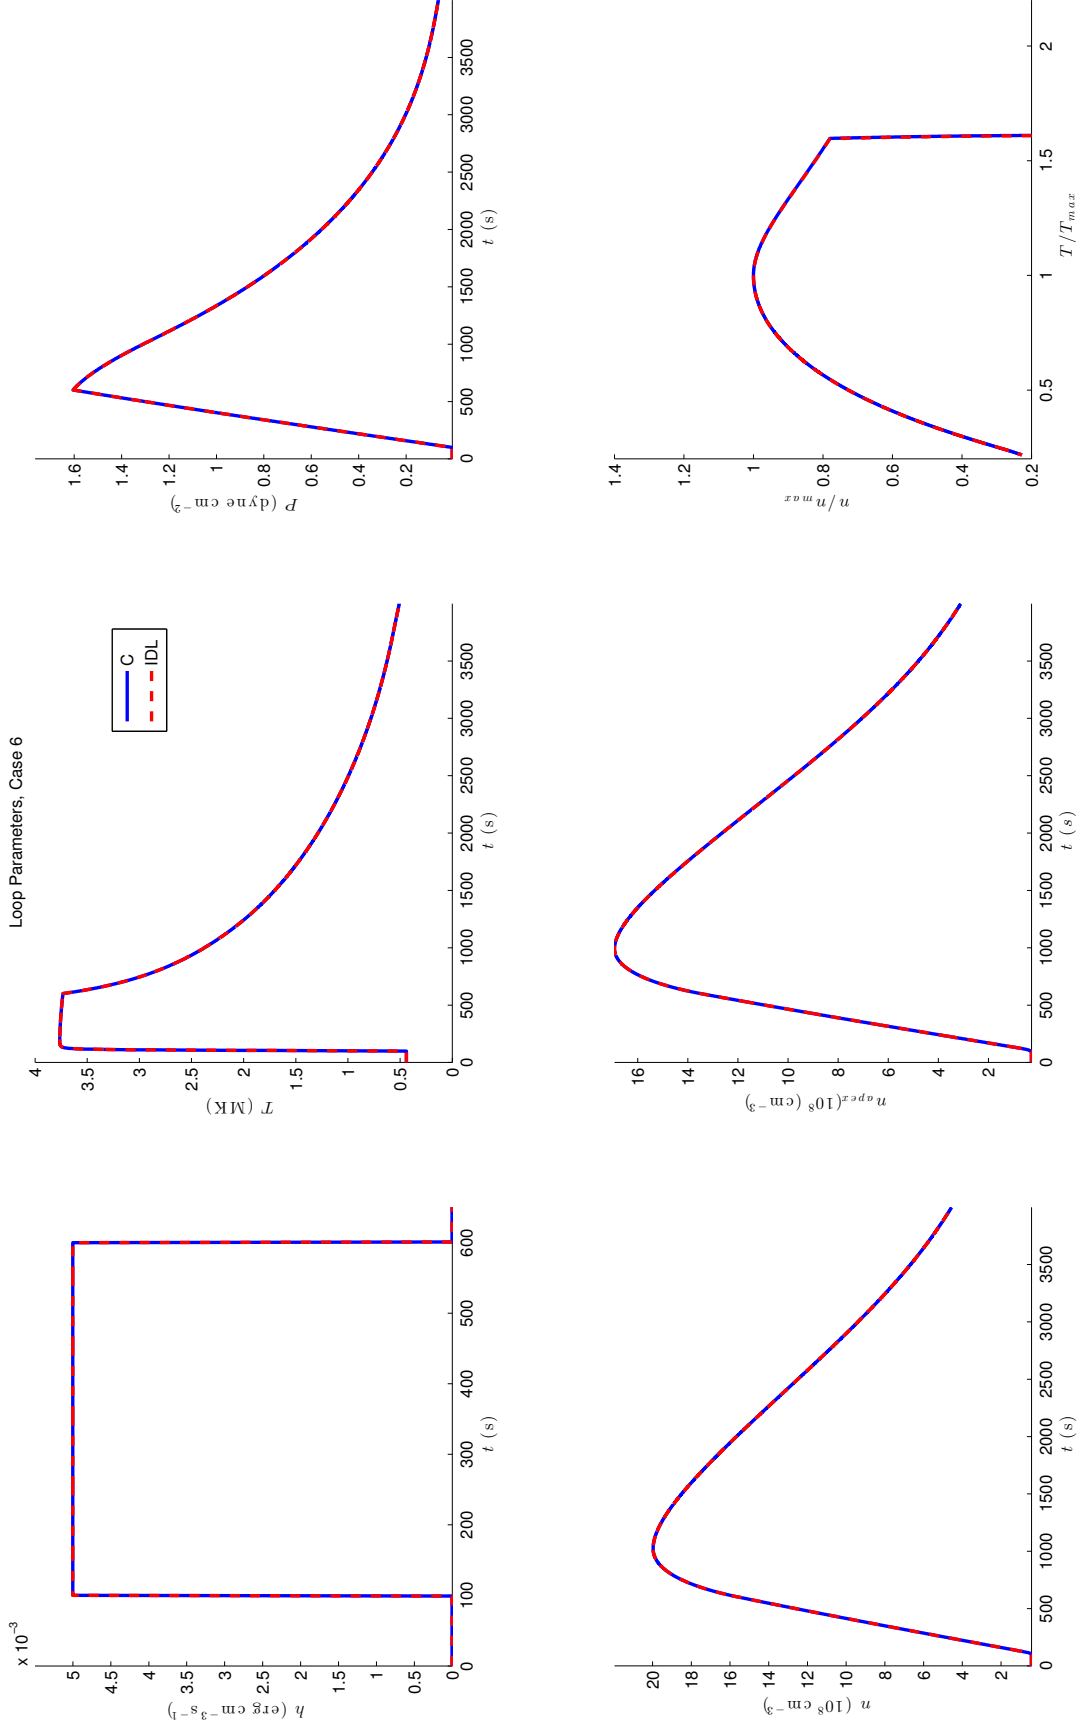 Loop Parameters, Case 6
x 10⁻³
5
4.5
4
3.5
3
2.5
2
1.5
1
0.5
0
h (erg cm⁻³s⁻¹)
0 100 200 300 400 500 600
t (s)
4
3.5
3
2.5
2
1.5
1
0.5
0
T (MK)
0 500 1000 1500 2000 2500 3000 3500
t (s)
C
IDL
1.6
1.4
1.2
1
0.8
0.6
0.4
0.2
P (dyne cm⁻²)
0 500 1000 1500 2000 2500 3000 3500
t (s)
20
18
16
14
12
10
8
6
4
2
n (10⁸ cm⁻³)
0 500 1000 1500 2000 2500 3000 3500
t (s)
16
14
12
10
8
6
4
2
n_apex (10⁸ (cm⁻³)
0 500 1000 1500 2000 2500 3000 3500
t (s)
1.4
1.2
1
0.8
0.6
0.4
0.2
n/n_max
0.5 1 1.5 2
T/T_max